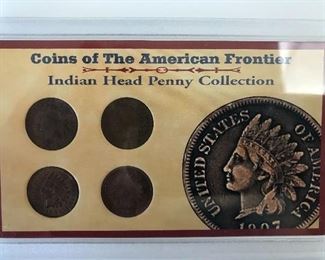 Coins of The American Frontier
Indian Head Penny Collection
UNITED STATES OF AMERICA
1907